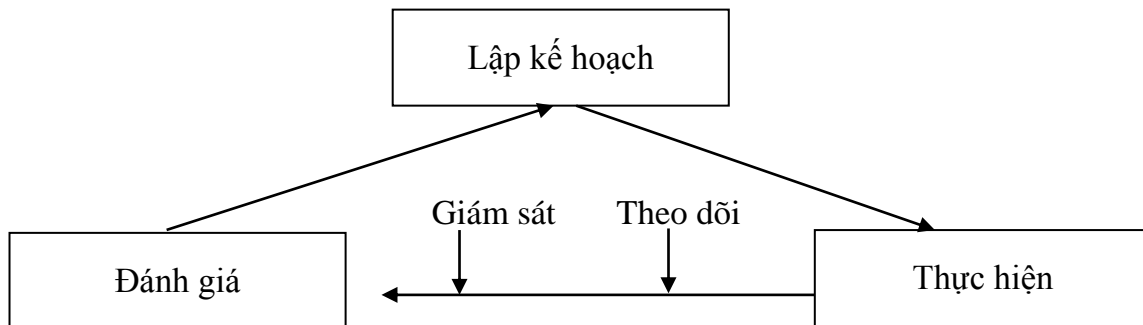 Lập kế hoạch
Giám sát
Theo dõi
Đánh giá
Thực hiện